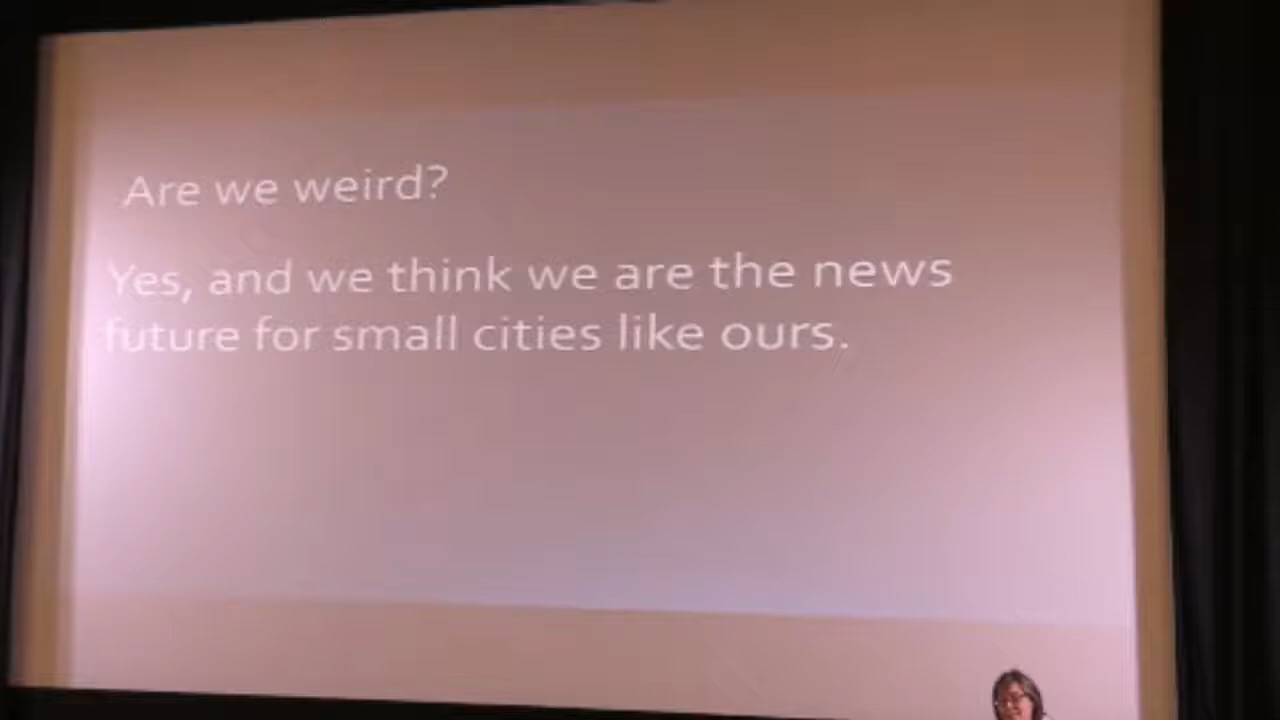 Are we weird?
Yes, and we think we are the news
future for small cities like ours.